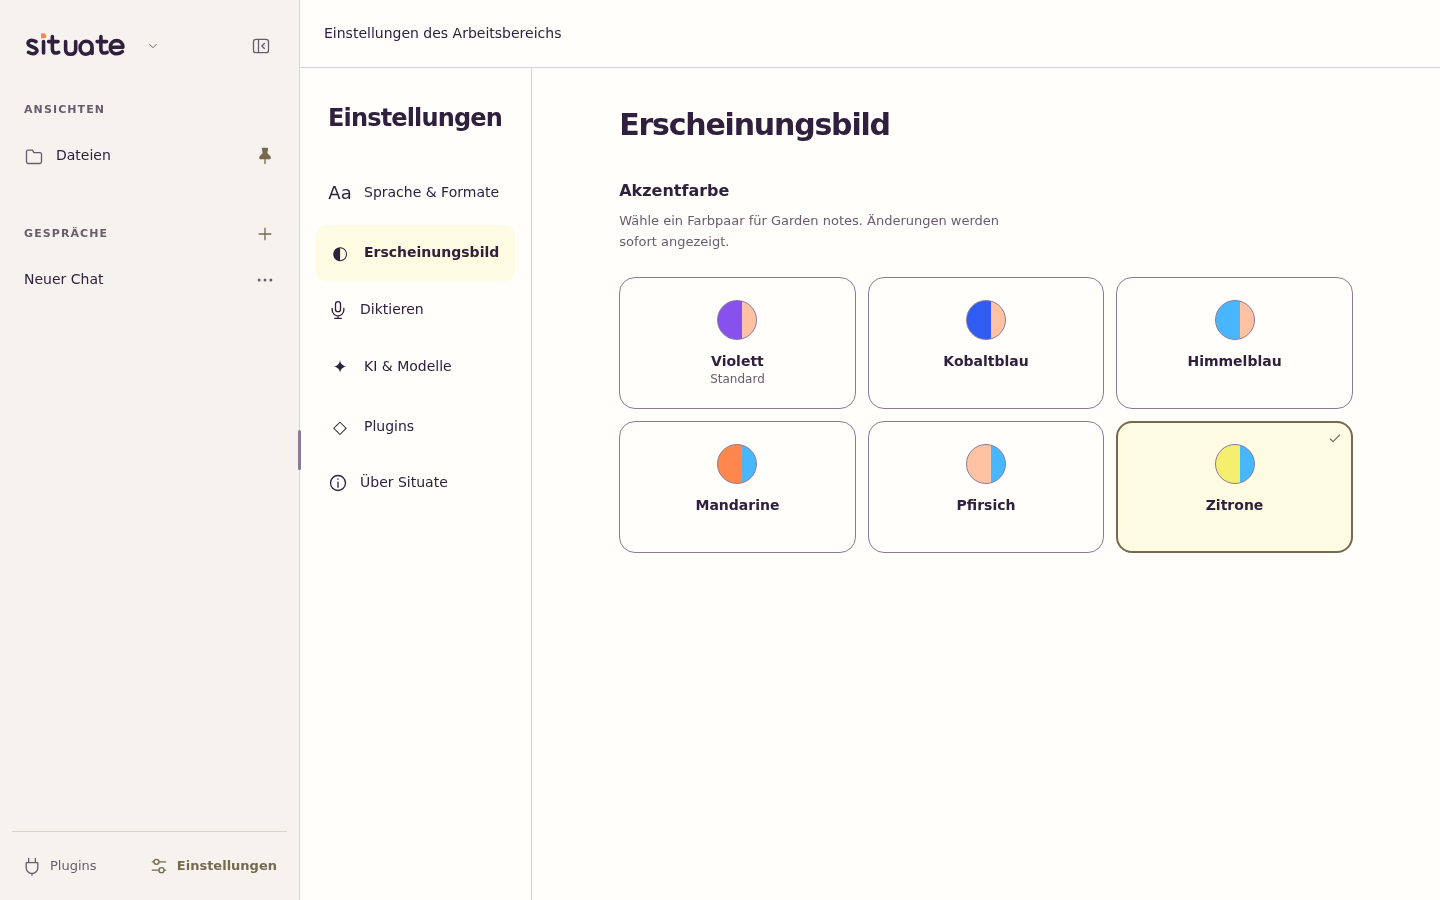 situate
ANSICHTEN
Dateien
GESPRÄCHE
Neuer Chat
Plugins
Einstellungen
Einstellungen des Arbeitsbereichs
Einstellungen
Aa Sprache & Formate
Erscheinungsbild
Diktieren
KI & Modelle
Plugins
Über Situate
Erscheinungsbild
Akzentfarbe
Wähle ein Farbpaar für Garden notes. Änderungen werden
sofort angezeigt.
Violett
Standard
Kobaltblau
Himmelblau
Mandarine
Pfirsich
Zitrone